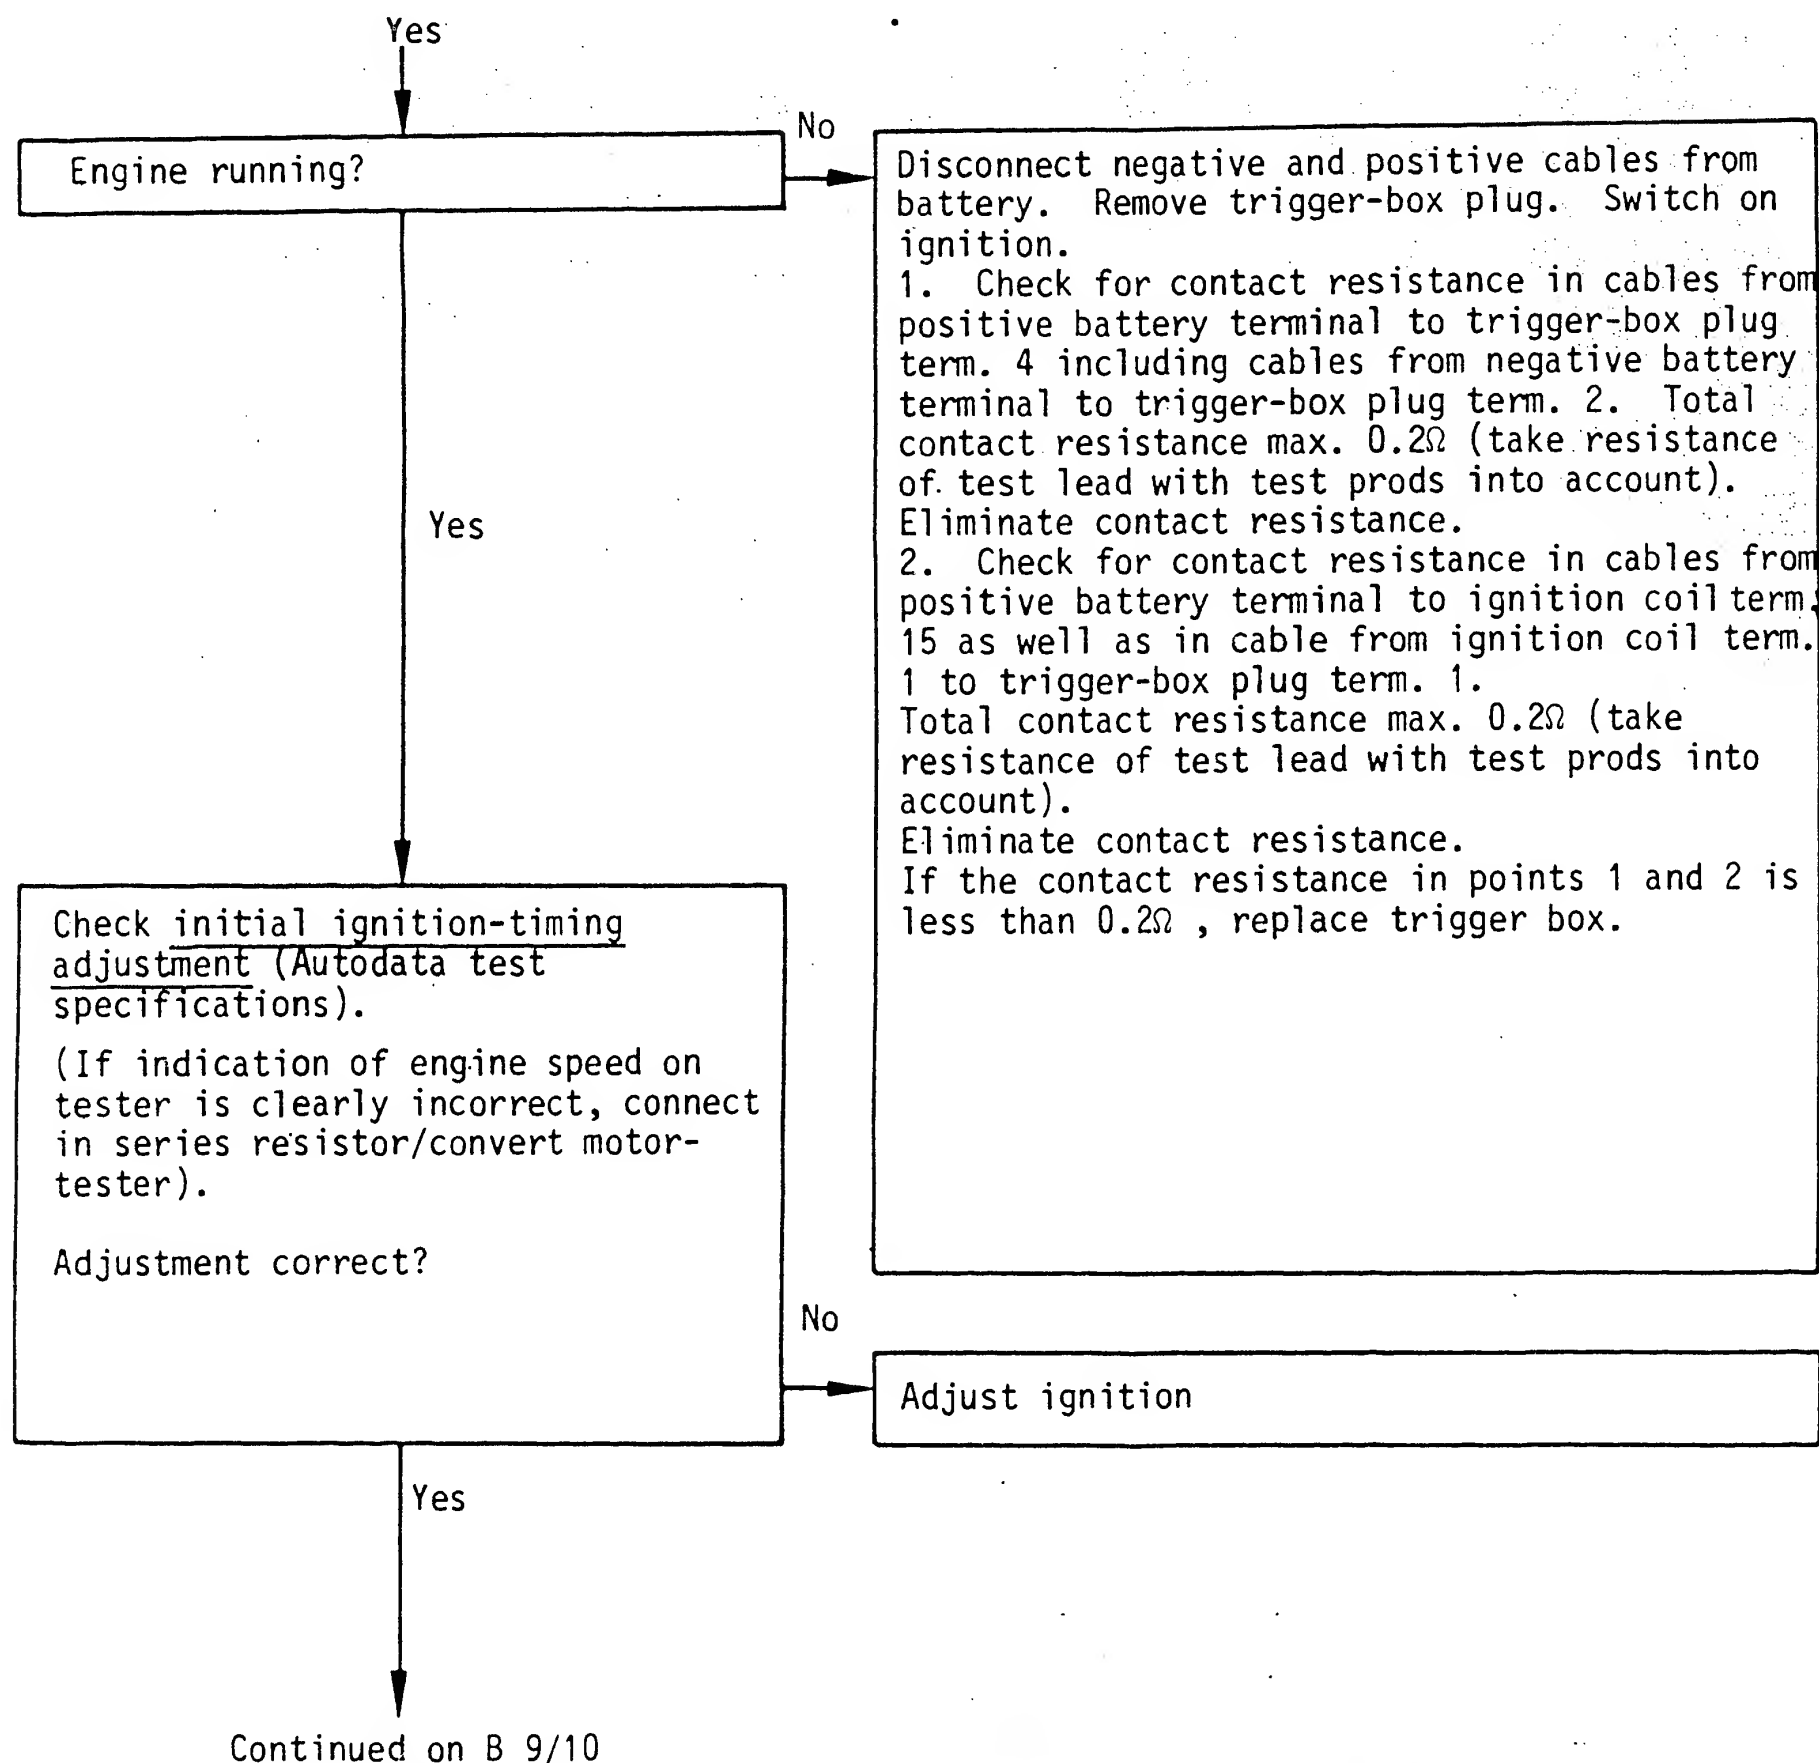 Yes
Engine running?
No
Disconnect negative and positive cables from
battery. Remove trigger-box plug. Switch on
ignition.
1. Check for contact resistance in cables from
positive battery terminal to trigger-box plug
term. 4 including cables from negative battery
terminal to trigger-box plug term. 2. Total
contact resistance max. 0.2Ω (take resistance
of test lead with test prods into account).
Eliminate contact resistance.
2. Check for contact resistance in cables from
positive battery terminal to ignition coil term.
15 as well as in cable from ignition coil term.
1 to trigger-box plug term. 1.
Total contact resistance max. 0.2Ω (take
resistance of test lead with test prods into
account).
Eliminate contact resistance.
If the contact resistance in points 1 and 2 is
less than 0.2Ω , replace trigger box.
Yes
Check initial ignition-timing
adjustment (Autodata test
specifications).
(If indication of engine speed on
tester is clearly incorrect, connect
in series resistor/convert motor-
tester).
Adjustment correct?
No
Adjust ignition
Yes
Continued on B 9/10